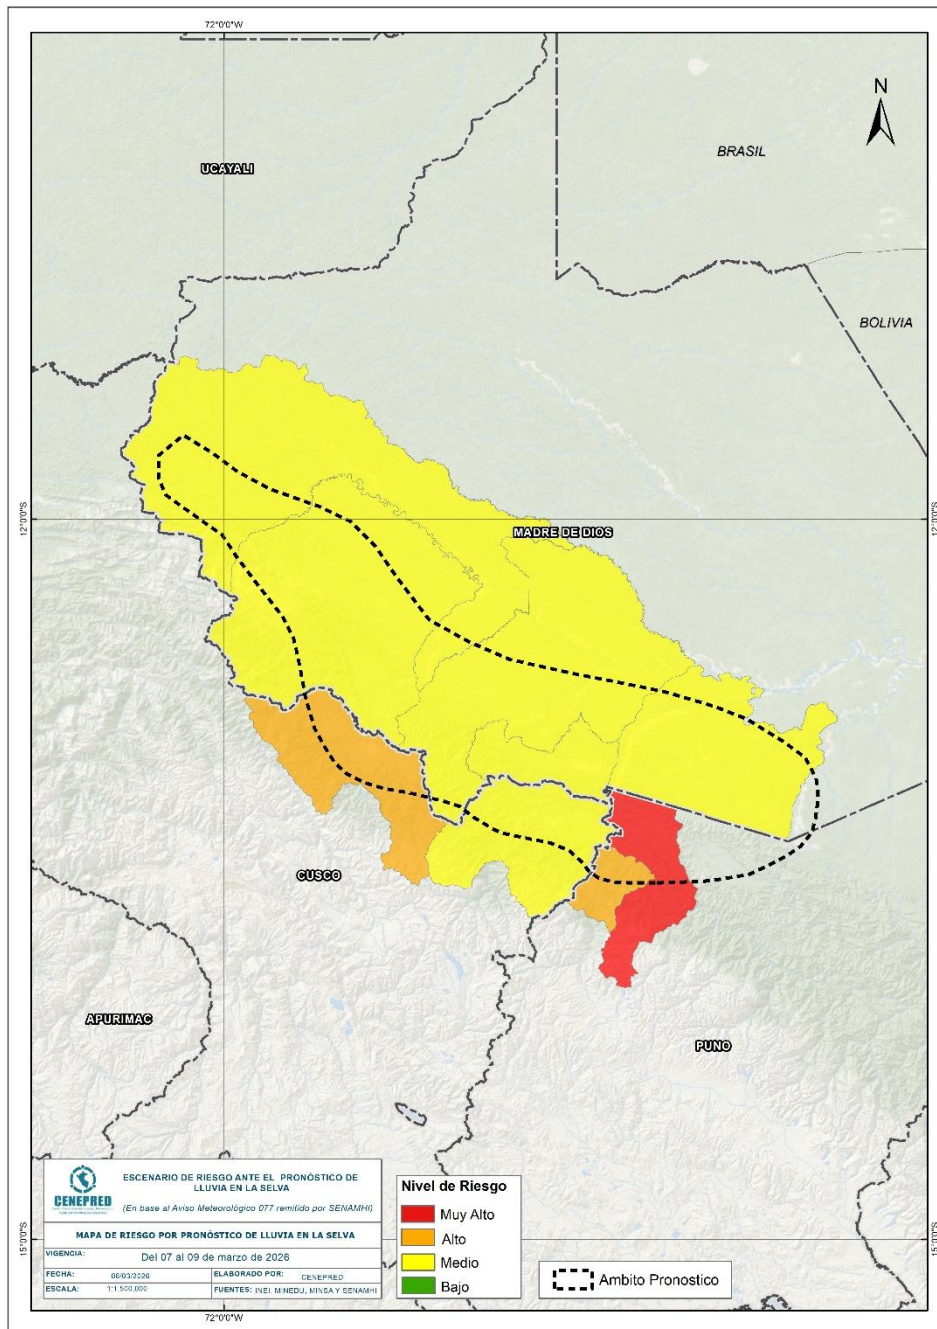 72°0'0"W
N
BRASIL
UCAYALI
BOLIVIA
12°0'0"S
12°0'0"S
MADRE DE DIOS
CUSCO
APURIMAC
PUNO
CENEPRED
ESCENARIO DE RIESGO ANTE EL PRONÓSTICO DE
LLUVIA EN LA SELVA
(En base al Aviso Meteorológico 077 remitido por SENAMHI)
MAPA DE RIESGO POR PRONÓSTICO DE LLUVIA EN LA SELVA
VIGENCIA: Del 07 al 09 de marzo de 2026
FECHA: 06/03/2026 ELABORADO POR: CENEPRED
ESCALA: 1:1,500,000 FUENTES: INEI, MINEDU, MINSA Y SENAMHI
Nivel de Riesgo
Muy Alto
Alto
Medio
Bajo
Ambito Pronostico
15°0'0"S
15°0'0"S
72°0'0"W